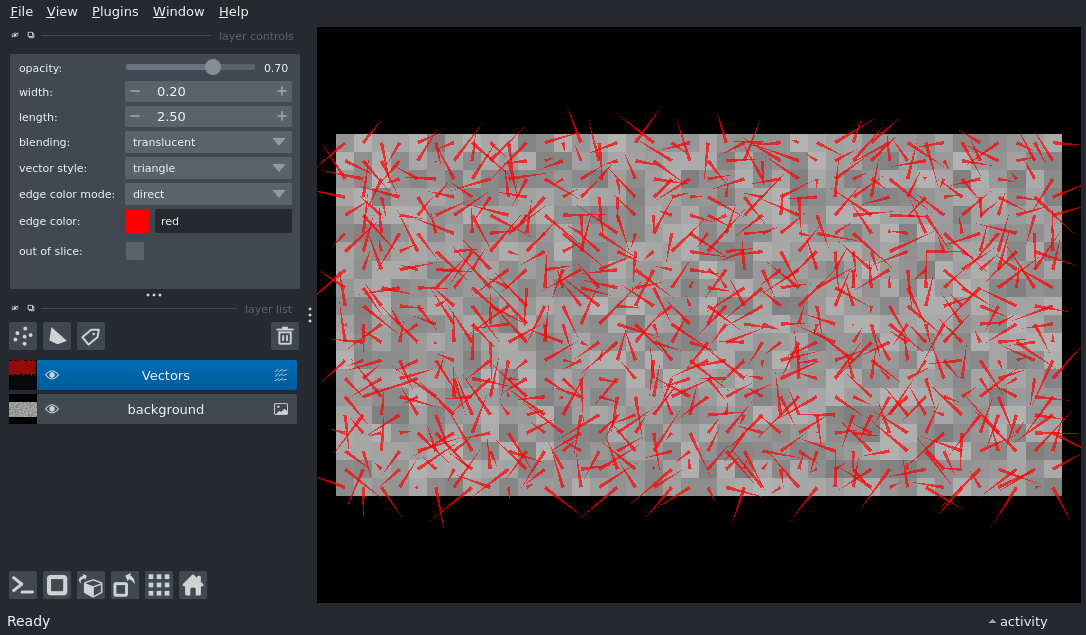 File View Plugins Window Help
layer controls
opacity: 0.70
width: 0.20
length: 2.50
blending: translucent
vector style: triangle
edge color mode: direct
edge color: red
out of slice:
layer list
Vectors
background
Ready
activity